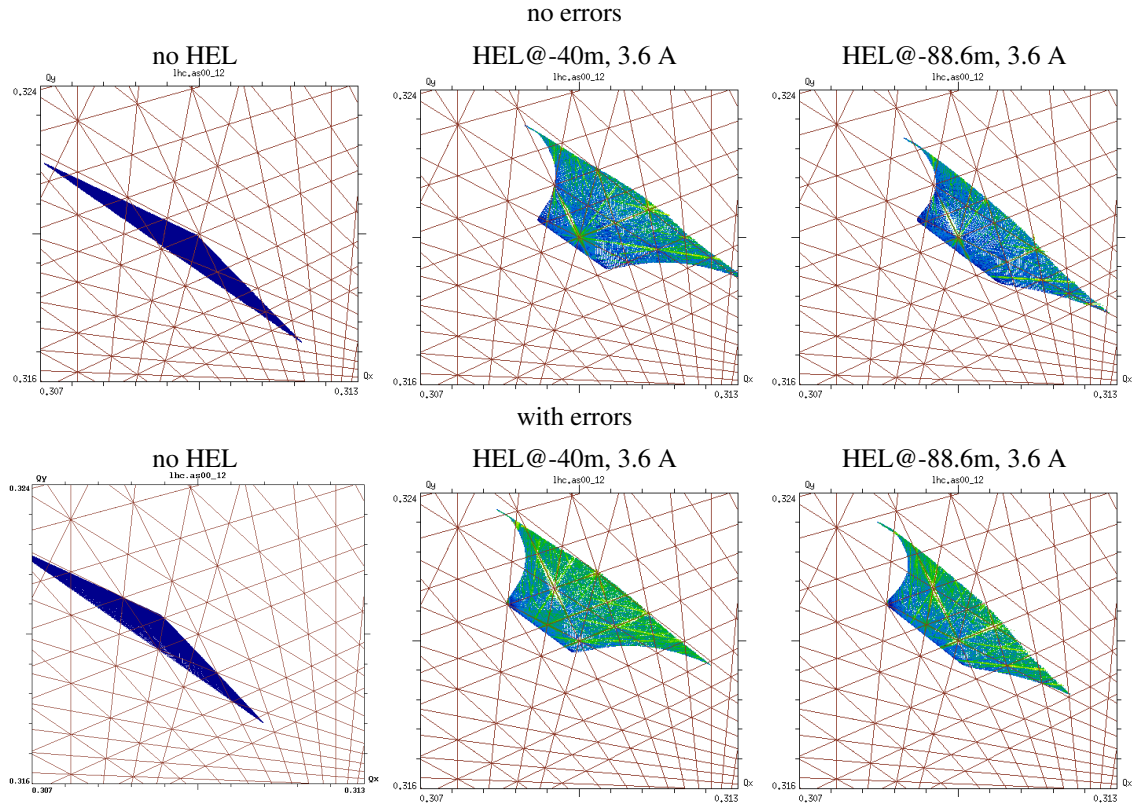 no errors
no HEL
HEL@-40m, 3.6 A
HEL@-88.6m, 3.6 A
lhc.as00_12
lhc.as00_12
lhc.as00_12
Qy
Qy
Qy
0.324
0.324
0.324
0.316
0.316
0.316
Qx
Qx
Qx
0.307
0.313
0.307
0.313
0.307
0.313
with errors
no HEL
HEL@-40m, 3.6 A
HEL@-88.6m, 3.6 A
lhc.as00_12
lhc.as00_12
lhc.as00_12
Qy
Qy
Qy
0.324
0.324
0.324
0.316
0.316
0.316
Qx
Qx
Qx
0.307
0.313
0.307
0.313
0.307
0.313